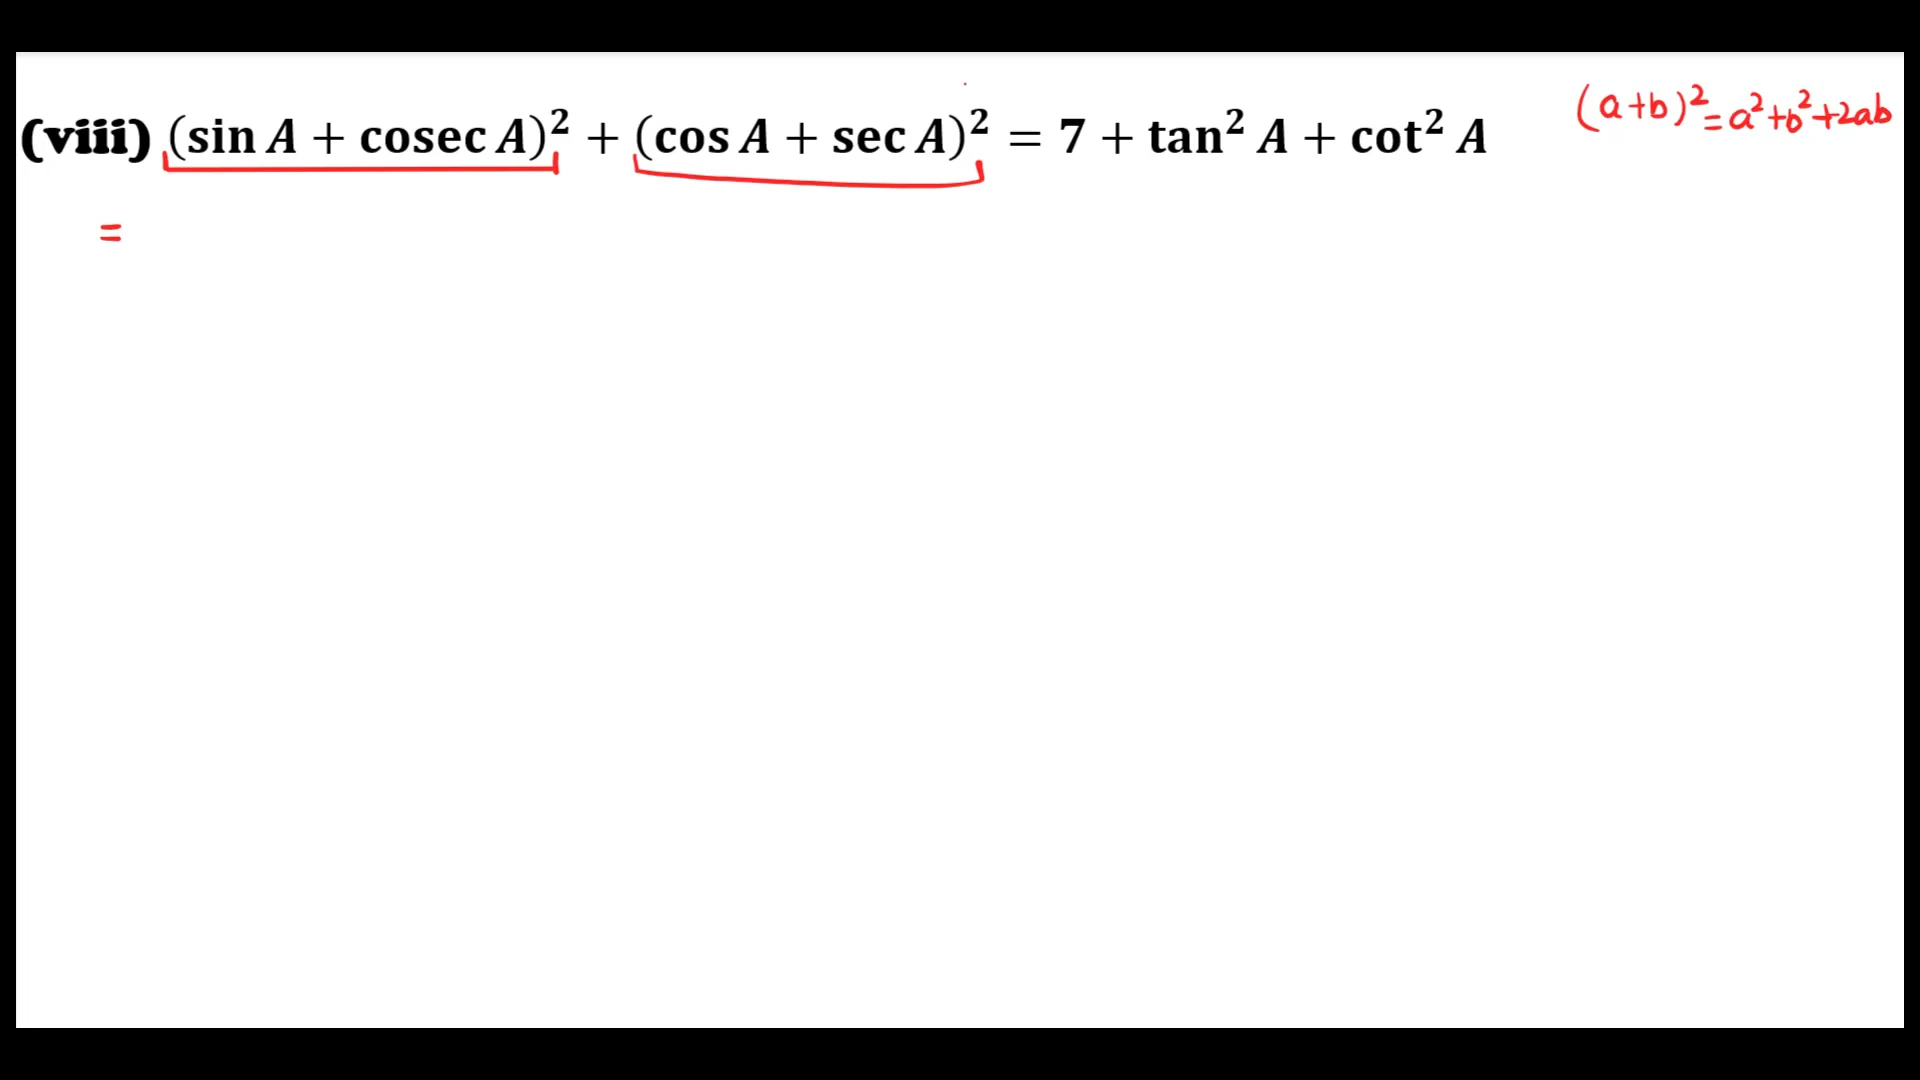 (viii) (sin A + cosec A)² + (cos A + sec A)² = 7 + tan² A + cot² A
(a+b)² = a²+b²+2ab
=